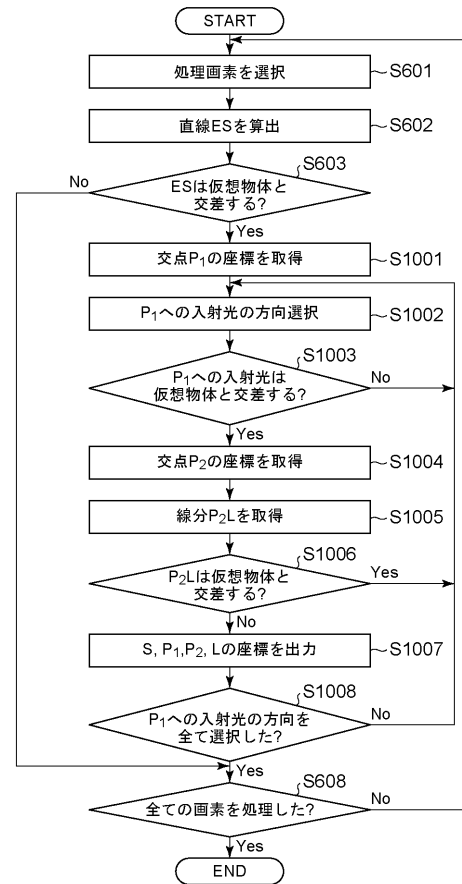 START
処理画素を選択
S601
直線ESを算出
S602
S603
No
ESは仮想物体と
交差する?
Yes
交点P₁の座標を取得
S1001
P₁への入射光の方向選択
S1002
S1003
P₁への入射光は
仮想物体と交差する?
No
Yes
交点P₂の座標を取得
S1004
線分P₂Lを取得
S1005
S1006
P₂Lは仮想物体と
交差する?
Yes
No
S, P₁,P₂, Lの座標を出力
S1007
S1008
P₁への入射光の方向を
全て選択した?
No
Yes
S608
全ての画素を処理した?
No
Yes
END